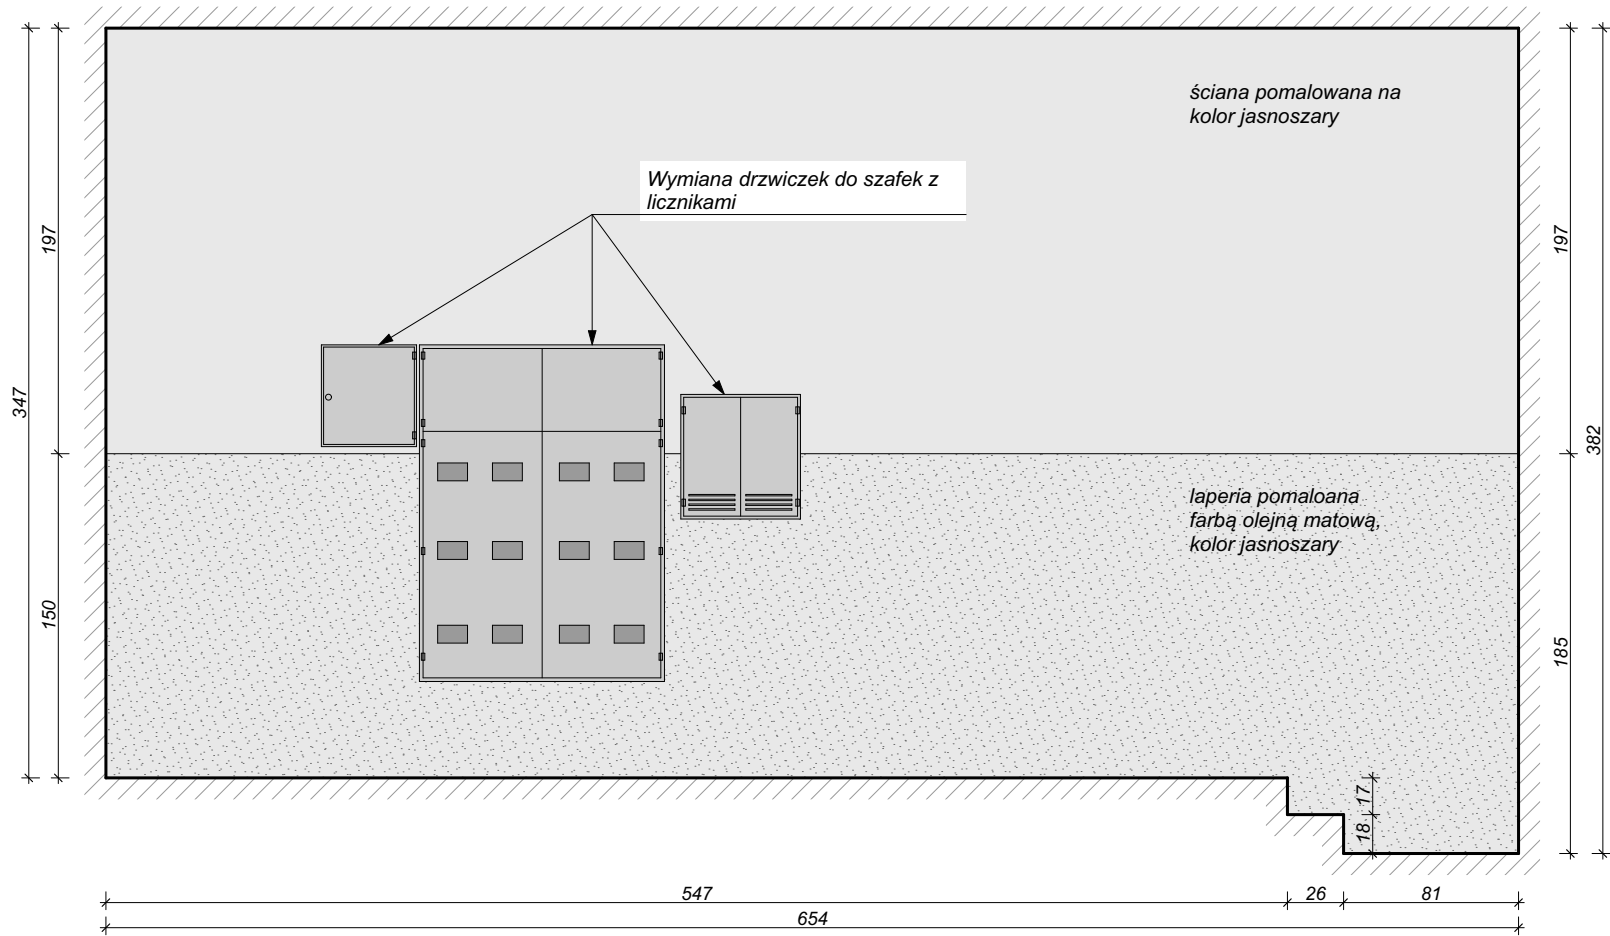 ściana pomalowana na
kolor jasnoszary
Wymiana drzwiczek do szafek z
licznikami
197
347
150
197
382
185
laperia pomaloana
farbą olejną matową,
kolor jasnoszary
17
18
547
26
81
654